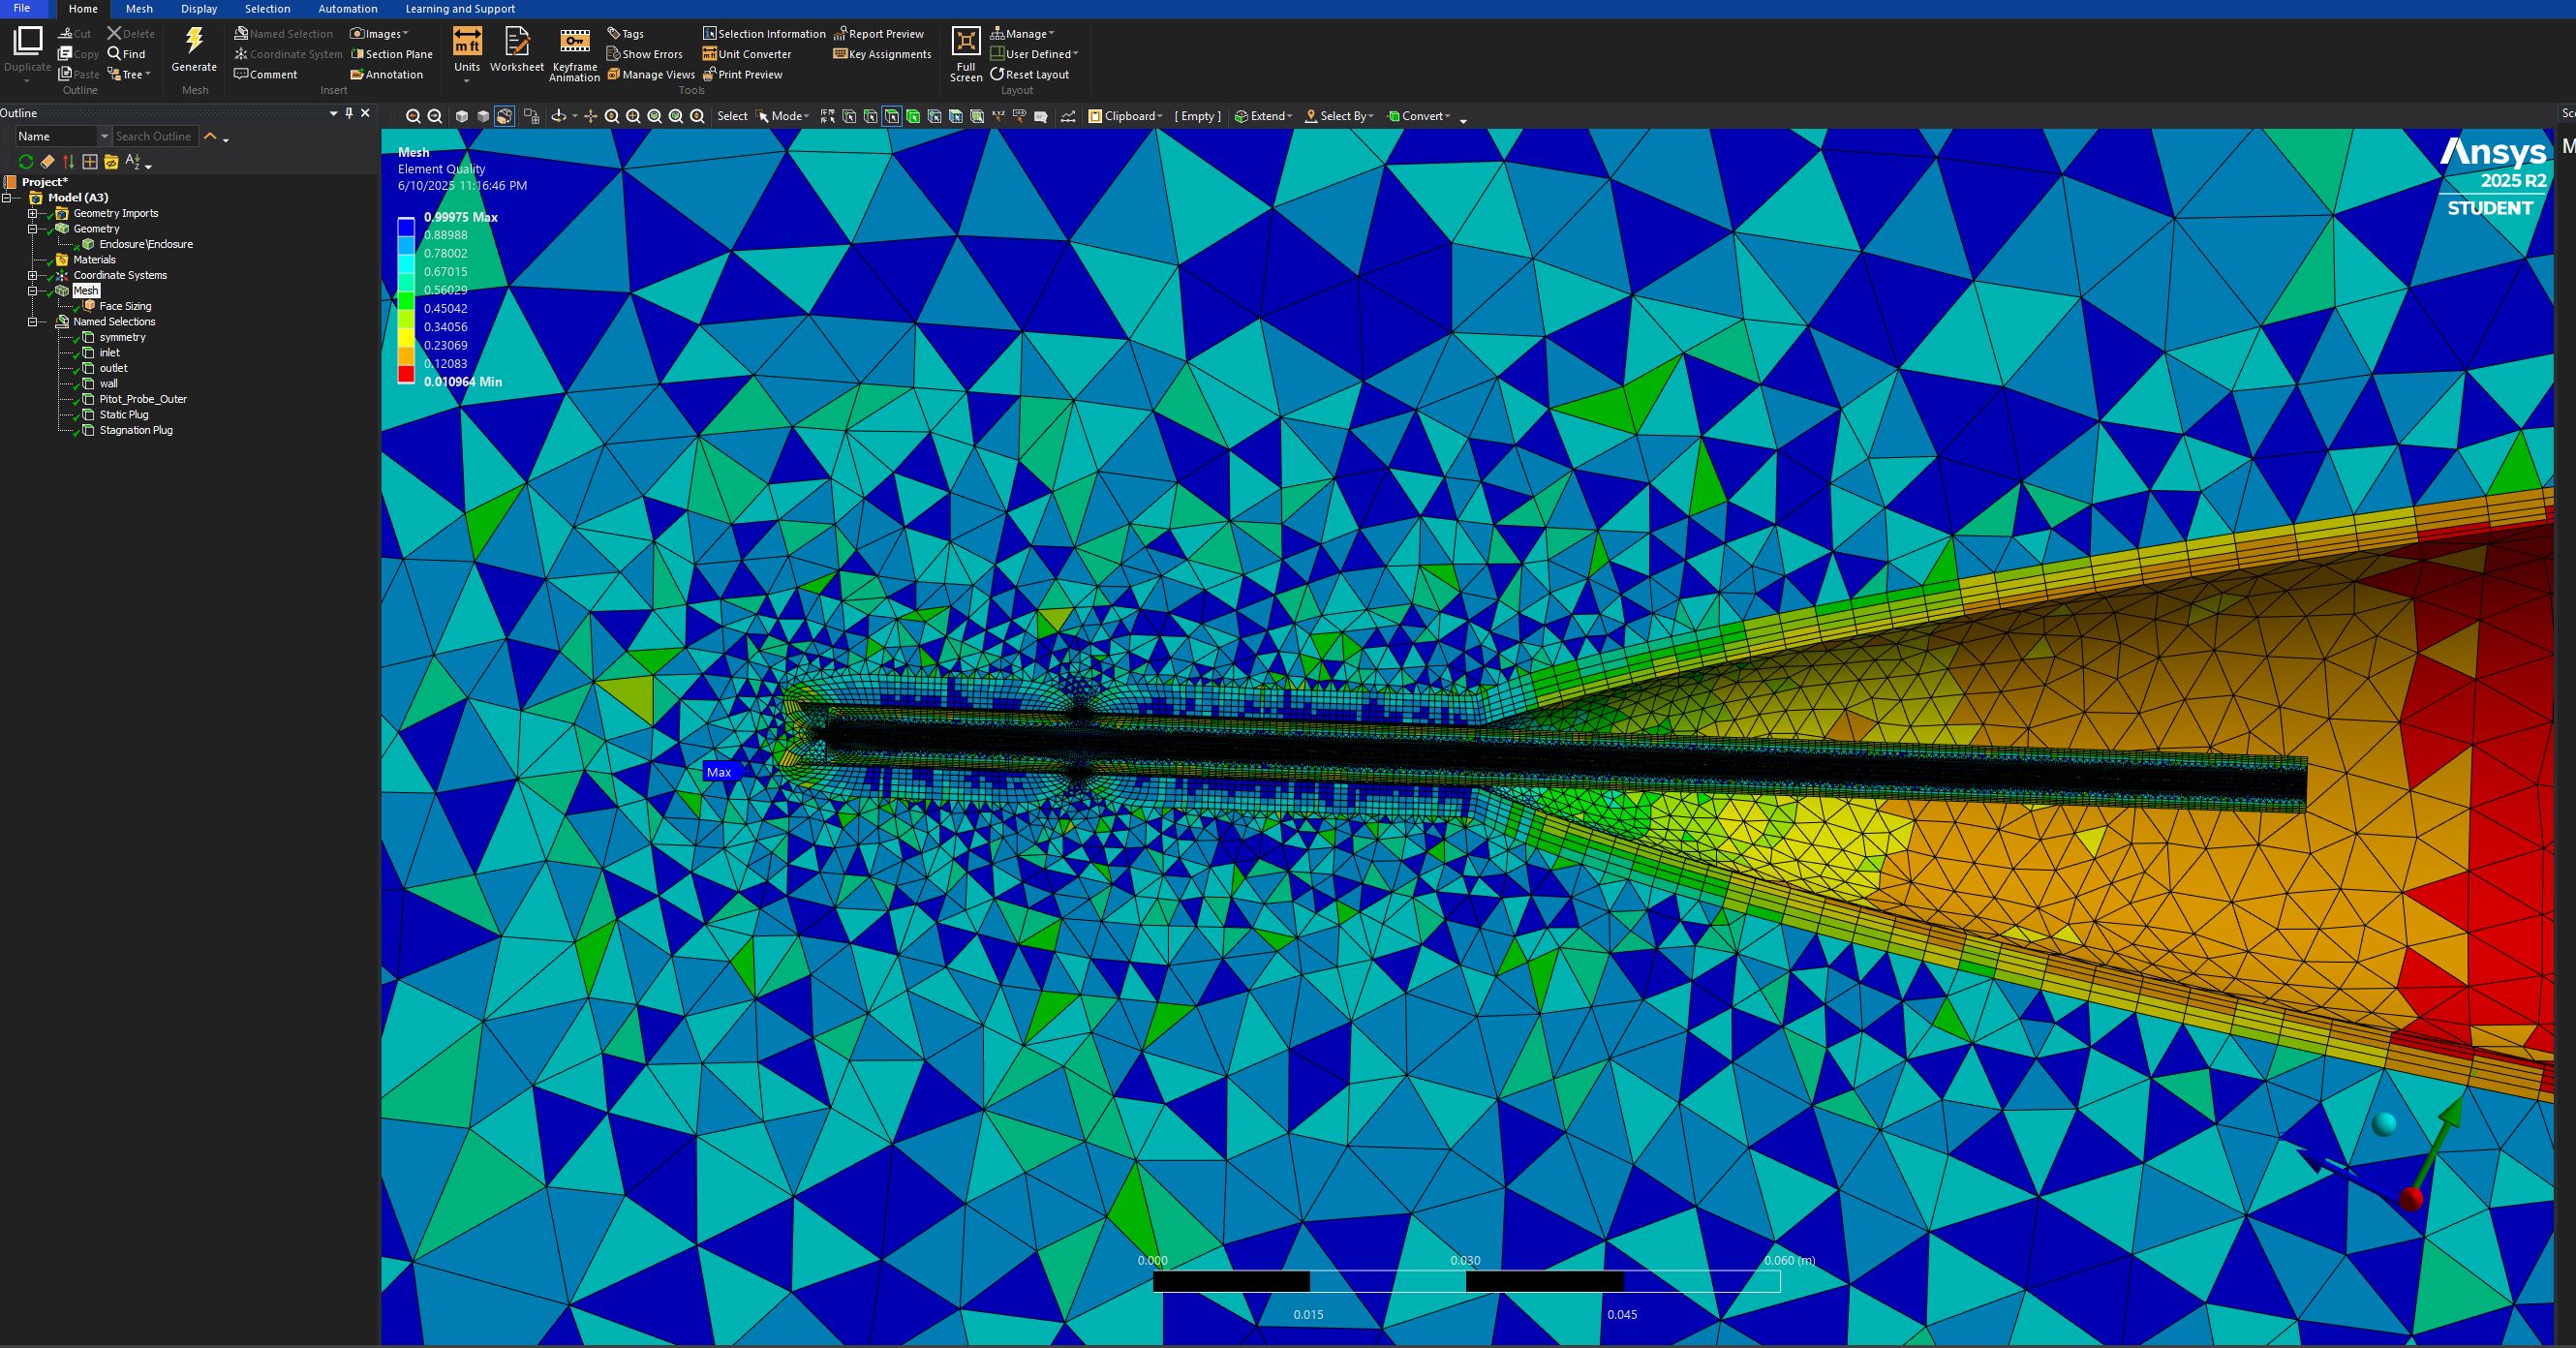 File Home Mesh Display Selection Automation Learning and Support
Duplicate
Cut
Copy
Paste
Delete
Find
Tree
Outline
Generate
Mesh
Named Selection
Coordinate System
Comment
Images
Section Plane
Annotation
Insert
Units
Worksheet
Keyframe
Animation
Tags
Show Errors
Manage Views
Selection Information
Unit Converter
Print Preview
Report Preview
Key Assignments
Tools
Full
Screen
Manage
User Defined
Reset Layout
Layout
Outline
Name Search Outline
Project*
Model (A3)
Geometry Imports
Geometry
Enclosure\Enclosure
Materials
Coordinate Systems
Mesh
Face Sizing
Named Selections
symmetry
inlet
outlet
wall
Pitot_Probe_Outer
Static Plug
Stagnation Plug
Select Mode Clipboard [ Empty ] Extend Select By Convert
Mesh
Element Quality
6/10/2025 11:16:46 PM
0.99975 Max
0.88988
0.78002
0.67015
0.56029
0.45042
0.34056
0.23069
0.12083
0.010964 Min
Ansys
2025 R2
STUDENT
Max
0.000 0.030 0.060 (m)
0.015 0.045